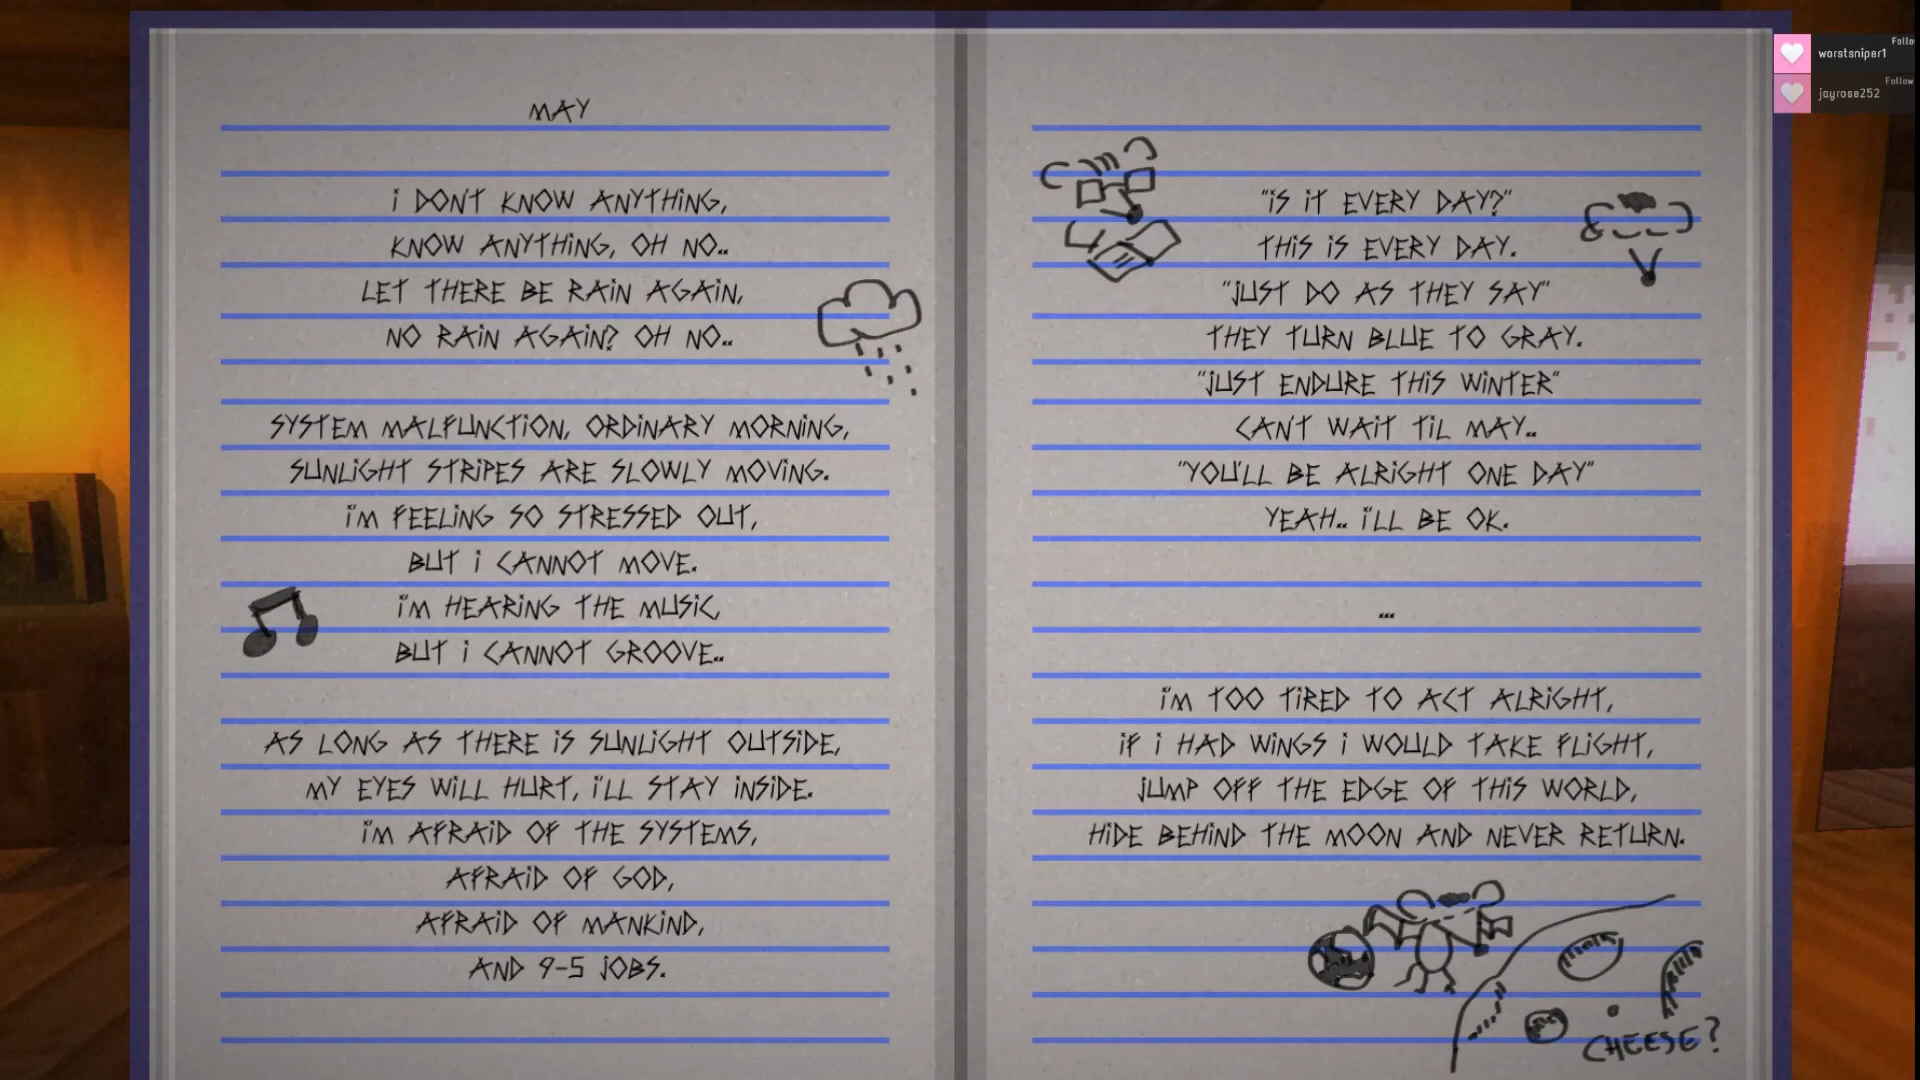 MAY
I DON'T KNOW ANYTHING,
KNOW ANYTHING, OH NO..
LET THERE BE RAIN AGAIN,
NO RAIN AGAIN? OH NO..
SYSTEM MALFUNCTION, ORDINARY MORNING,
SUNLIGHT STRIPES ARE SLOWLY MOVING.
I'M FEELING SO STRESSED OUT,
BUT I CANNOT MOVE.
I'M HEARING THE MUSIC,
BUT I CANNOT GROOVE..
AS LONG AS THERE IS SUNLIGHT OUTSIDE,
MY EYES WILL HURT, I'LL STAY INSIDE.
I'M AFRAID OF THE SYSTEMS,
AFRAID OF GOD,
AFRAID OF MANKIND,
AND 9-5 JOBS.
"IS IT EVERY DAY?"
THIS IS EVERY DAY.
"JUST DO AS THEY SAY"
THEY TURN BLUE TO GRAY.
"JUST ENDURE THIS WINTER"
CAN'T WAIT TIL MAY..
"YOU'LL BE ALRIGHT ONE DAY"
YEAH.. I'LL BE OK.
...
I'M TOO TIRED TO ACT ALRIGHT,
IF I HAD WINGS I WOULD TAKE FLIGHT,
JUMP OFF THE EDGE OF THIS WORLD,
HIDE BEHIND THE MOON AND NEVER RETURN.
CHEESE?
Follo
worstsniper1
Follow
jayrose252